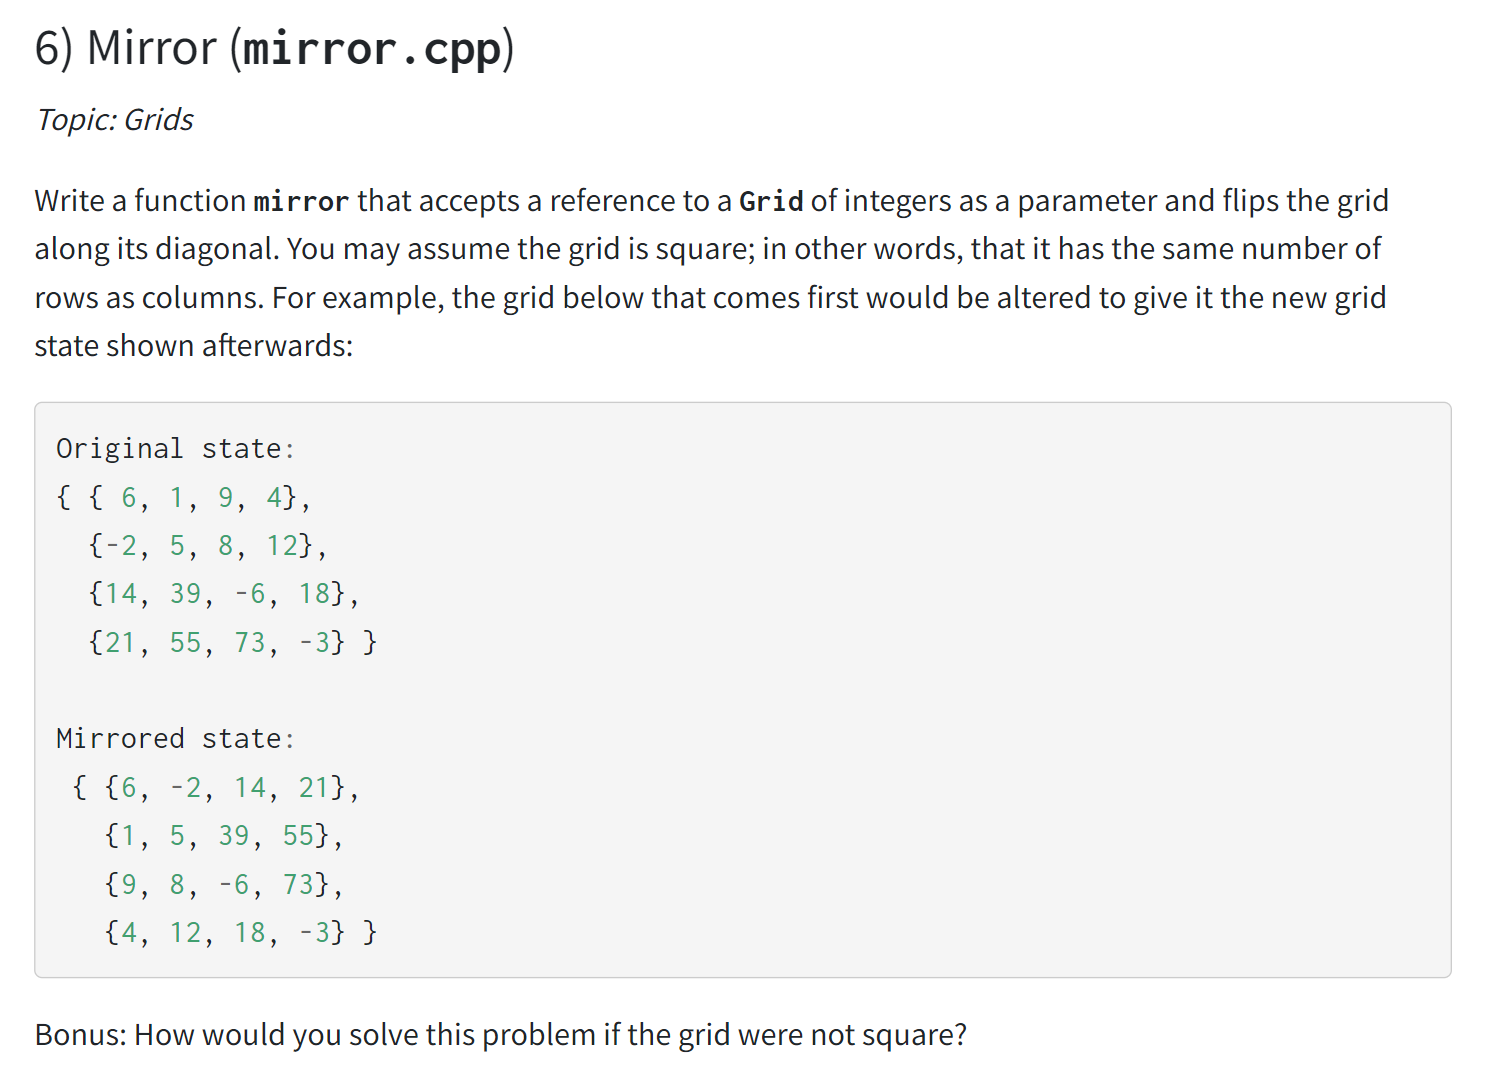 6) Mirror (mirror.cpp)
Topic: Grids
Write a function mirror that accepts a reference to a Grid of integers as a parameter and flips the grid
along its diagonal. You may assume the grid is square; in other words, that it has the same number of
rows as columns. For example, the grid below that comes first would be altered to give it the new grid
state shown afterwards:
Original state:
{ { 6, 1, 9, 4},
  {-2, 5, 8, 12},
  {14, 39, -6, 18},
  {21, 55, 73, -3} }
Mirrored state:
 { {6, -2, 14, 21},
   {1, 5, 39, 55},
   {9, 8, -6, 73},
   {4, 12, 18, -3} }
Bonus: How would you solve this problem if the grid were not square?